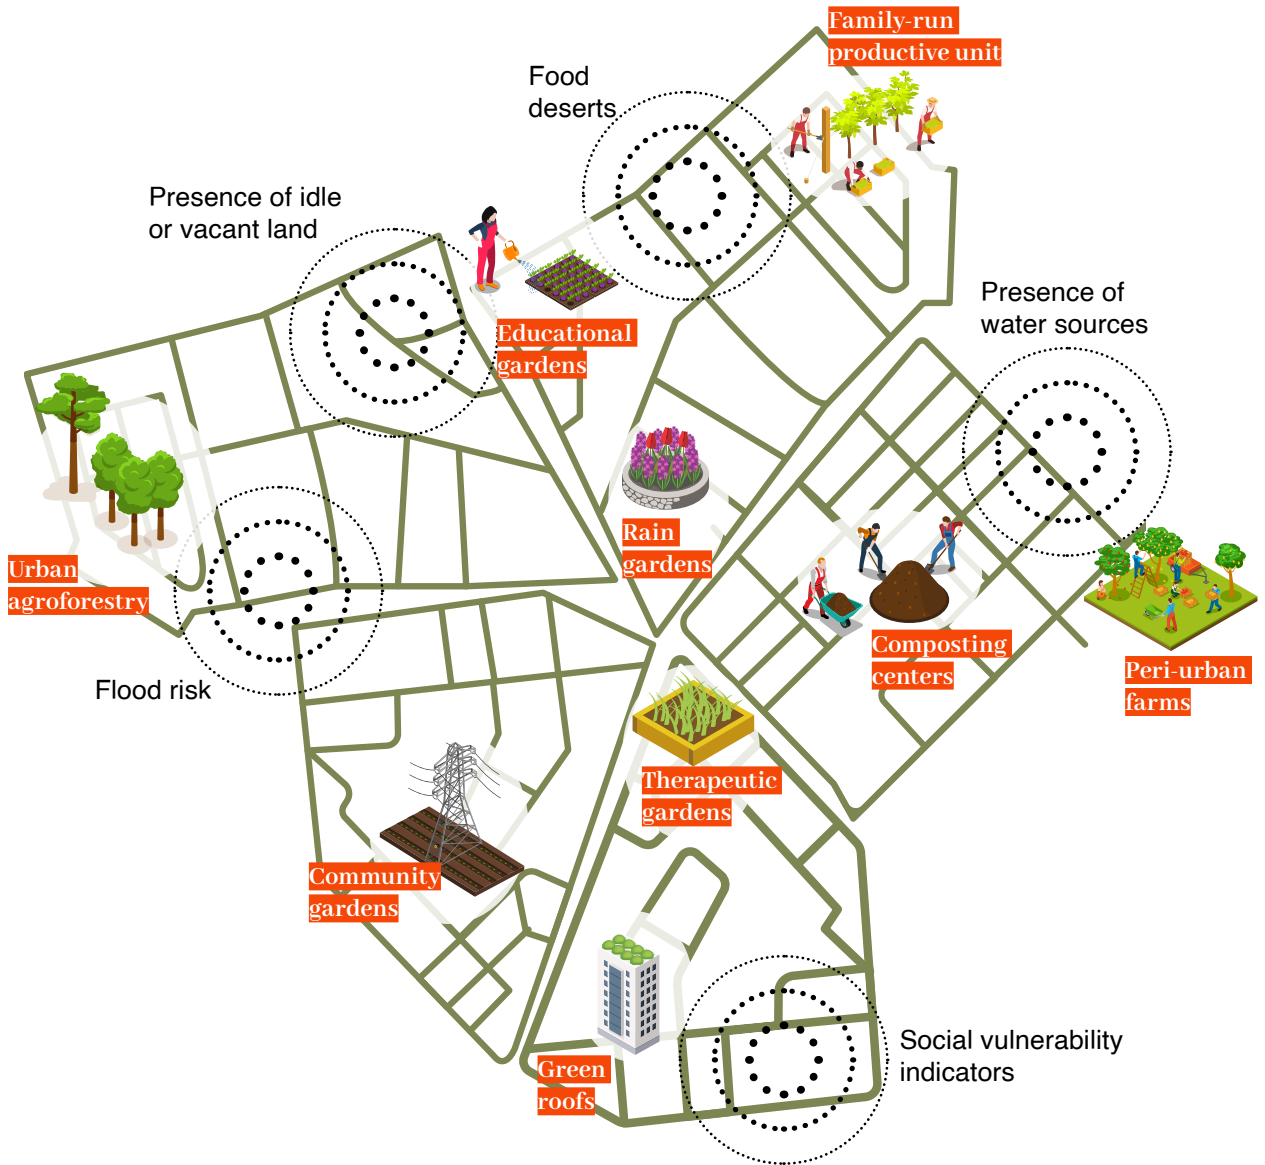 Family-run
productive unit
Food
deserts
Presence of idle
or vacant land
Educational
gardens
Presence of
water sources
Rain
gardens
Urban
agroforestry
Composting
centers
Peri-urban
farms
Flood risk
Therapeutic
gardens
Community
gardens
Green
roofs
Social vulnerability
indicators